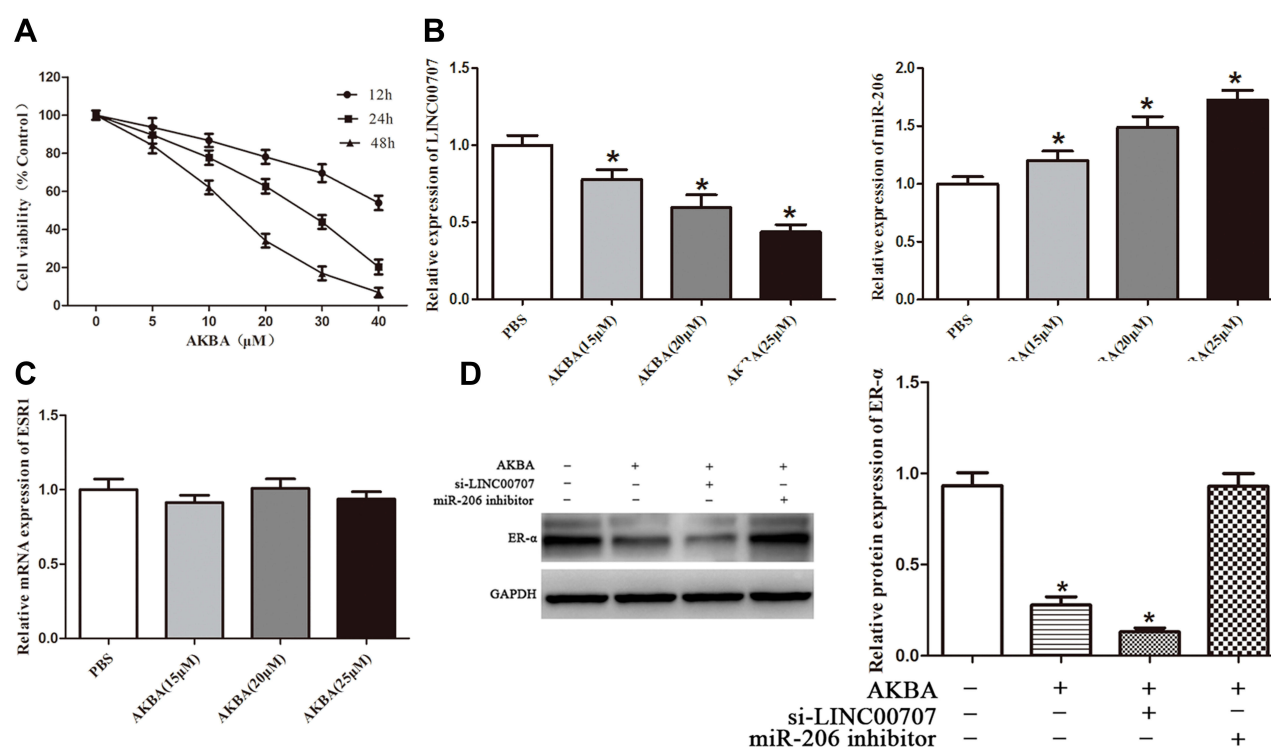 A
120
100
80
60
40
20
0
Cell viability (% Control)
12h
24h
48h
0 5 10 20 30 40
AKBA (μM)
B
1.5
1.0
0.5
0.0
Relative expression of LINC00707
* * *
PBS AKBA(15μM) AKBA(20μM)
2.0
1.5
1.0
0.5
0.0
Relative expression of miR-206
* * *
PBS
C
1.5
1.0
0.5
0.0
Relative mRNA expression of ESR1
PBS AKBA(15μM) AKBA(20μM) AKBA(25μM)
D
AKBA – + + +
si-LINC00707 – – + –
miR-206 inhibitor – – – +
ER-α
GAPDH
1.5
1.0
0.5
0.0
Relative protein expression of ER-α
* *
AKBA – + + +
si-LINC00707 – – + –
miR-206 inhibitor – – – +